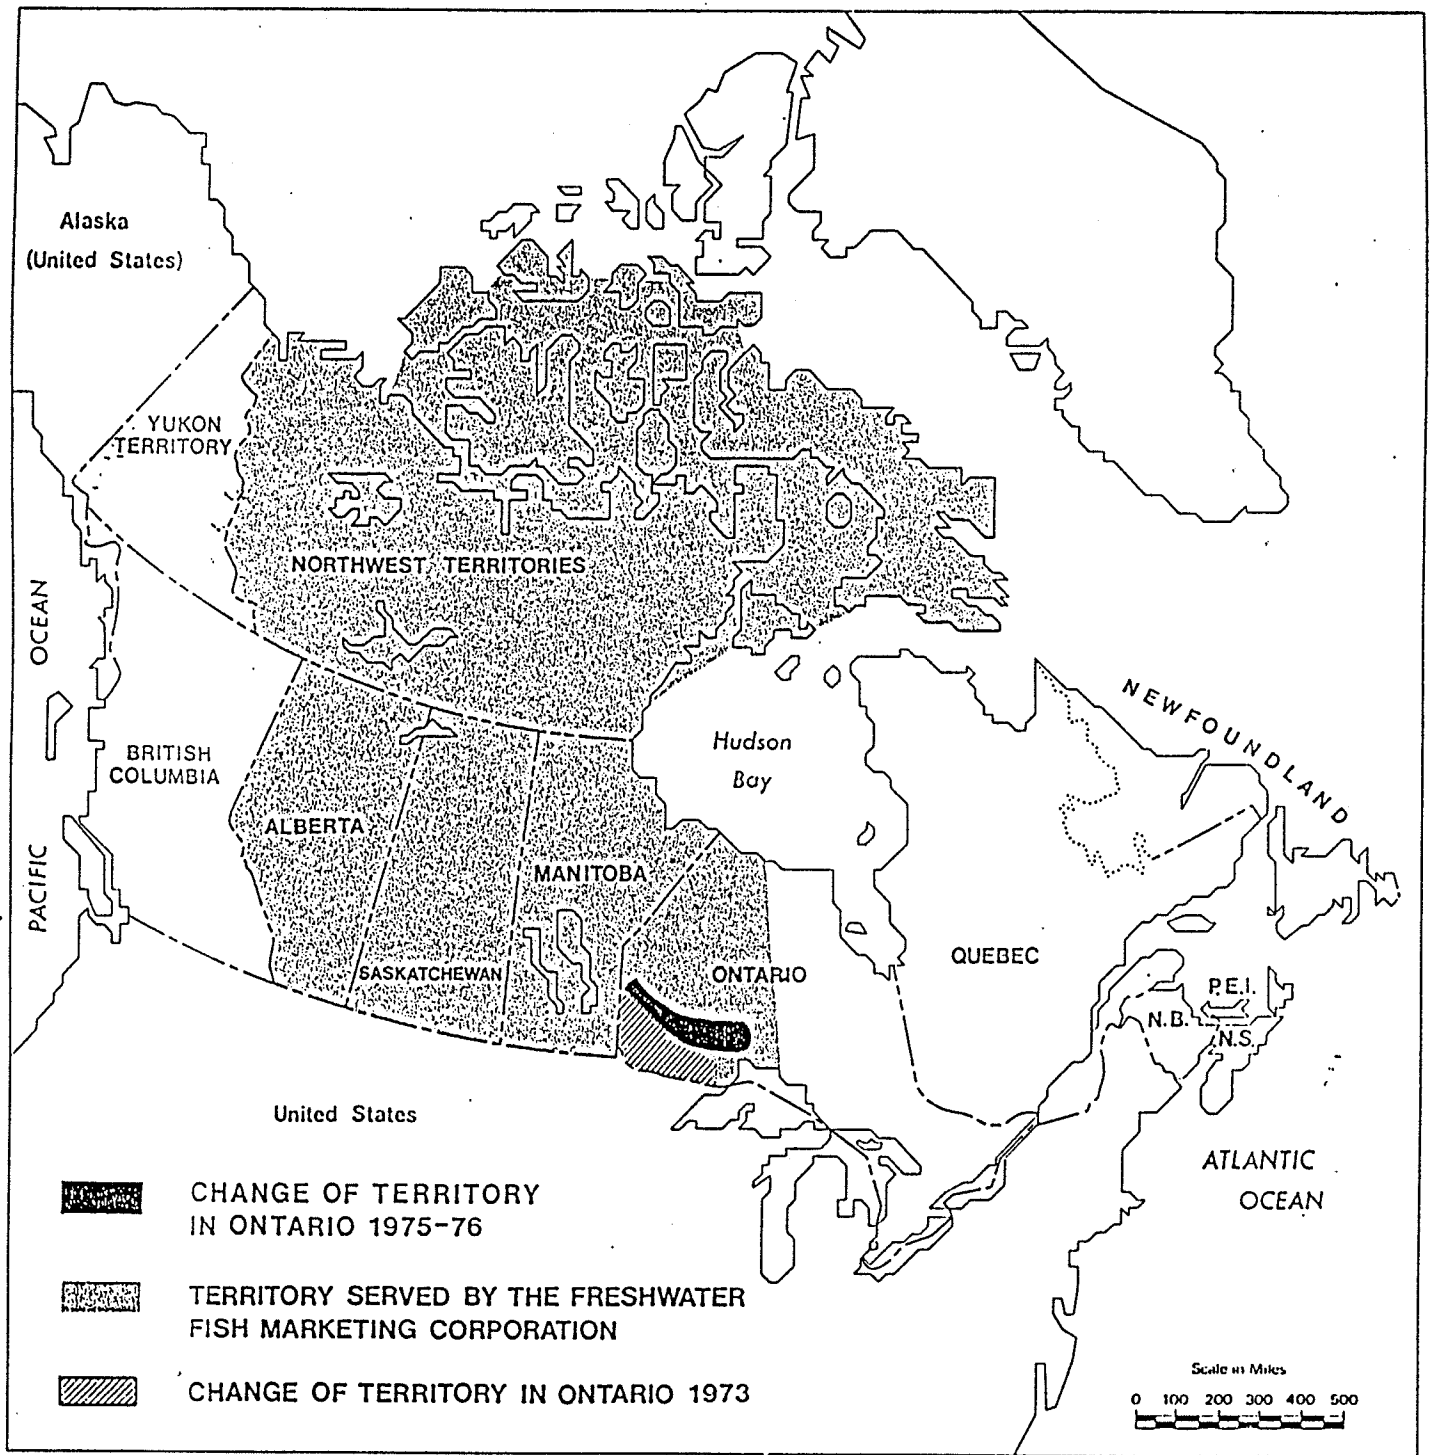 Alaska
(United States)
YUKON
TERRITORY
NORTHWEST TERRITORIES
PACIFIC OCEAN
BRITISH
COLUMBIA
ALBERTA
SASKATCHEWAN
MANITOBA
Hudson
Bay
ONTARIO
QUEBEC
NEWFOUNDLAND
P.E.I.
N.B.
N.S.
United States
ATLANTIC
OCEAN
CHANGE OF TERRITORY
IN ONTARIO 1975-76
TERRITORY SERVED BY THE FRESHWATER
FISH MARKETING CORPORATION
CHANGE OF TERRITORY IN ONTARIO 1973
Scale in Miles
0 100 200 300 400 500